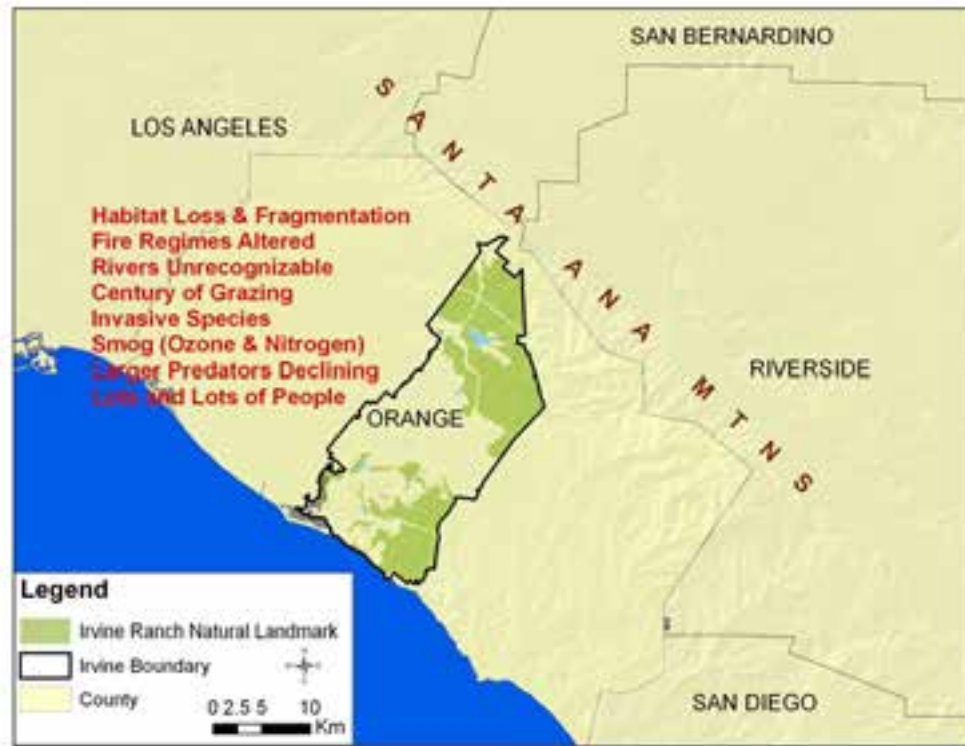 SAN BERNARDINO
LOS ANGELES
SANTA ANA MTNS
Habitat Loss & Fragmentation
Fire Regimes Altered
Rivers Unrecognizable
Century of Grazing
Invasive Species
Smog (Ozone & Nitrogen)
Larger Predators Declining
Lots and Lots of People
RIVERSIDE
ORANGE
Legend
Irvine Ranch Natural Landmark
Irvine Boundary
County
0 2.5 5 10
Km
SAN DIEGO